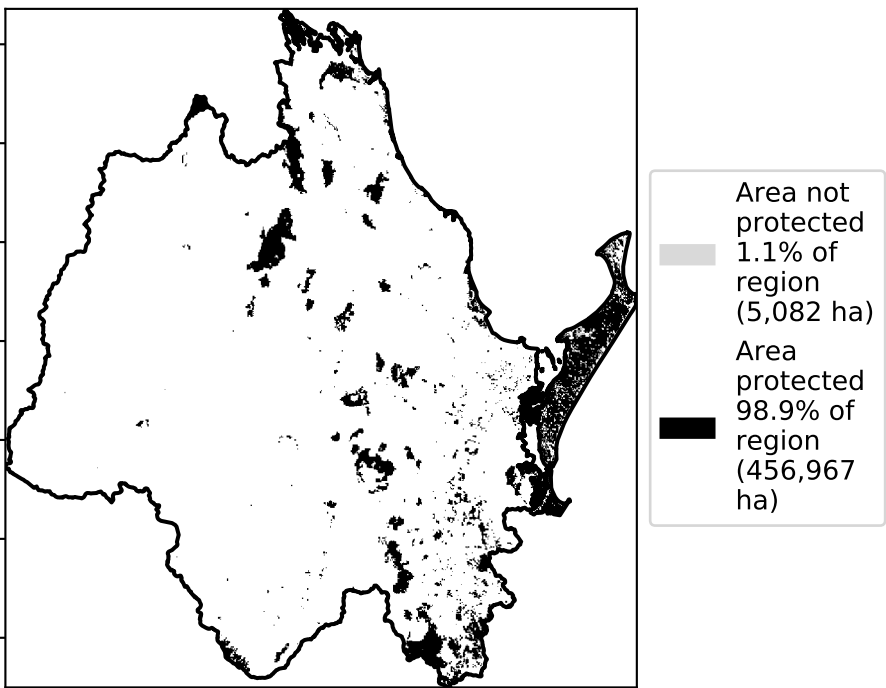 Area not
protected
1.1% of
region
(5,082 ha)
Area
protected
98.9% of
region
(456,967
ha)